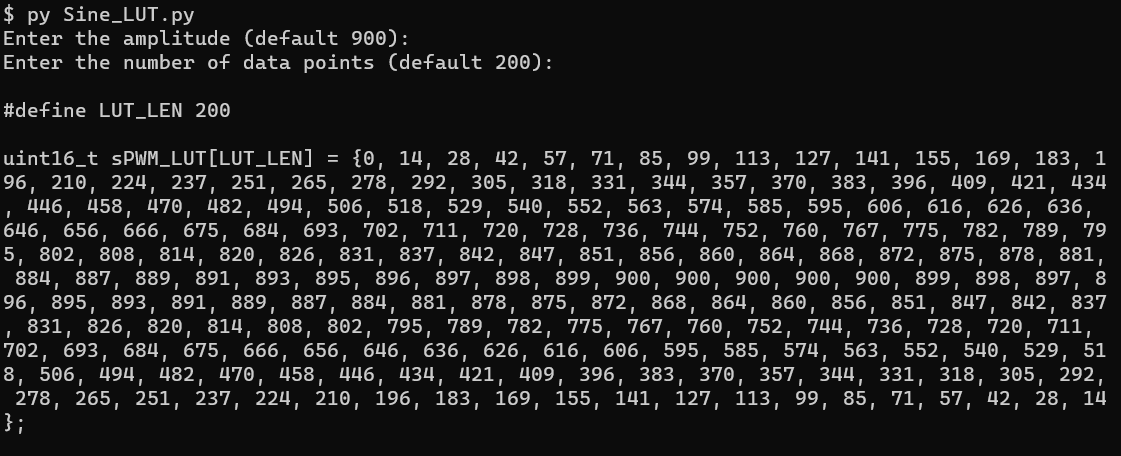 $ py Sine_LUT.py
Enter the amplitude (default 900):
Enter the number of data points (default 200):
#define LUT_LEN 200
uint16_t sPWM_LUT[LUT_LEN] = {0, 14, 28, 42, 57, 71, 85, 99, 113, 127, 141, 155, 169, 183, 1
96, 210, 224, 237, 251, 265, 278, 292, 305, 318, 331, 344, 357, 370, 383, 396, 409, 421, 434
, 446, 458, 470, 482, 494, 506, 518, 529, 540, 552, 563, 574, 585, 595, 606, 616, 626, 636,
646, 656, 666, 675, 684, 693, 702, 711, 720, 728, 736, 744, 752, 760, 767, 775, 782, 789, 79
5, 802, 808, 814, 820, 826, 831, 837, 842, 847, 851, 856, 860, 864, 868, 872, 875, 878, 881,
884, 887, 889, 891, 893, 895, 896, 897, 898, 899, 900, 900, 900, 900, 900, 899, 898, 897, 8
96, 895, 893, 891, 889, 887, 884, 881, 878, 875, 872, 868, 864, 860, 856, 851, 847, 842, 837
, 831, 826, 820, 814, 808, 802, 795, 789, 782, 775, 767, 760, 752, 744, 736, 728, 720, 711,
702, 693, 684, 675, 666, 656, 646, 636, 626, 616, 606, 595, 585, 574, 563, 552, 540, 529, 51
8, 506, 494, 482, 470, 458, 446, 434, 421, 409, 396, 383, 370, 357, 344, 331, 318, 305, 292,
278, 265, 251, 237, 224, 210, 196, 183, 169, 155, 141, 127, 113, 99, 85, 71, 57, 42, 28, 14
};